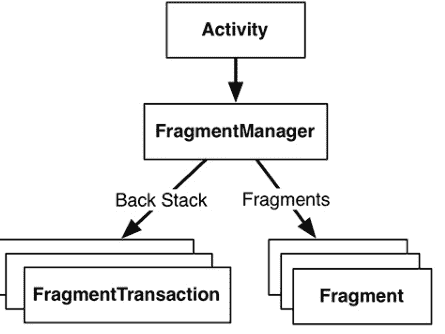 Activity
FragmentManager
Back Stack
Fragments
FragmentTransaction
Fragment